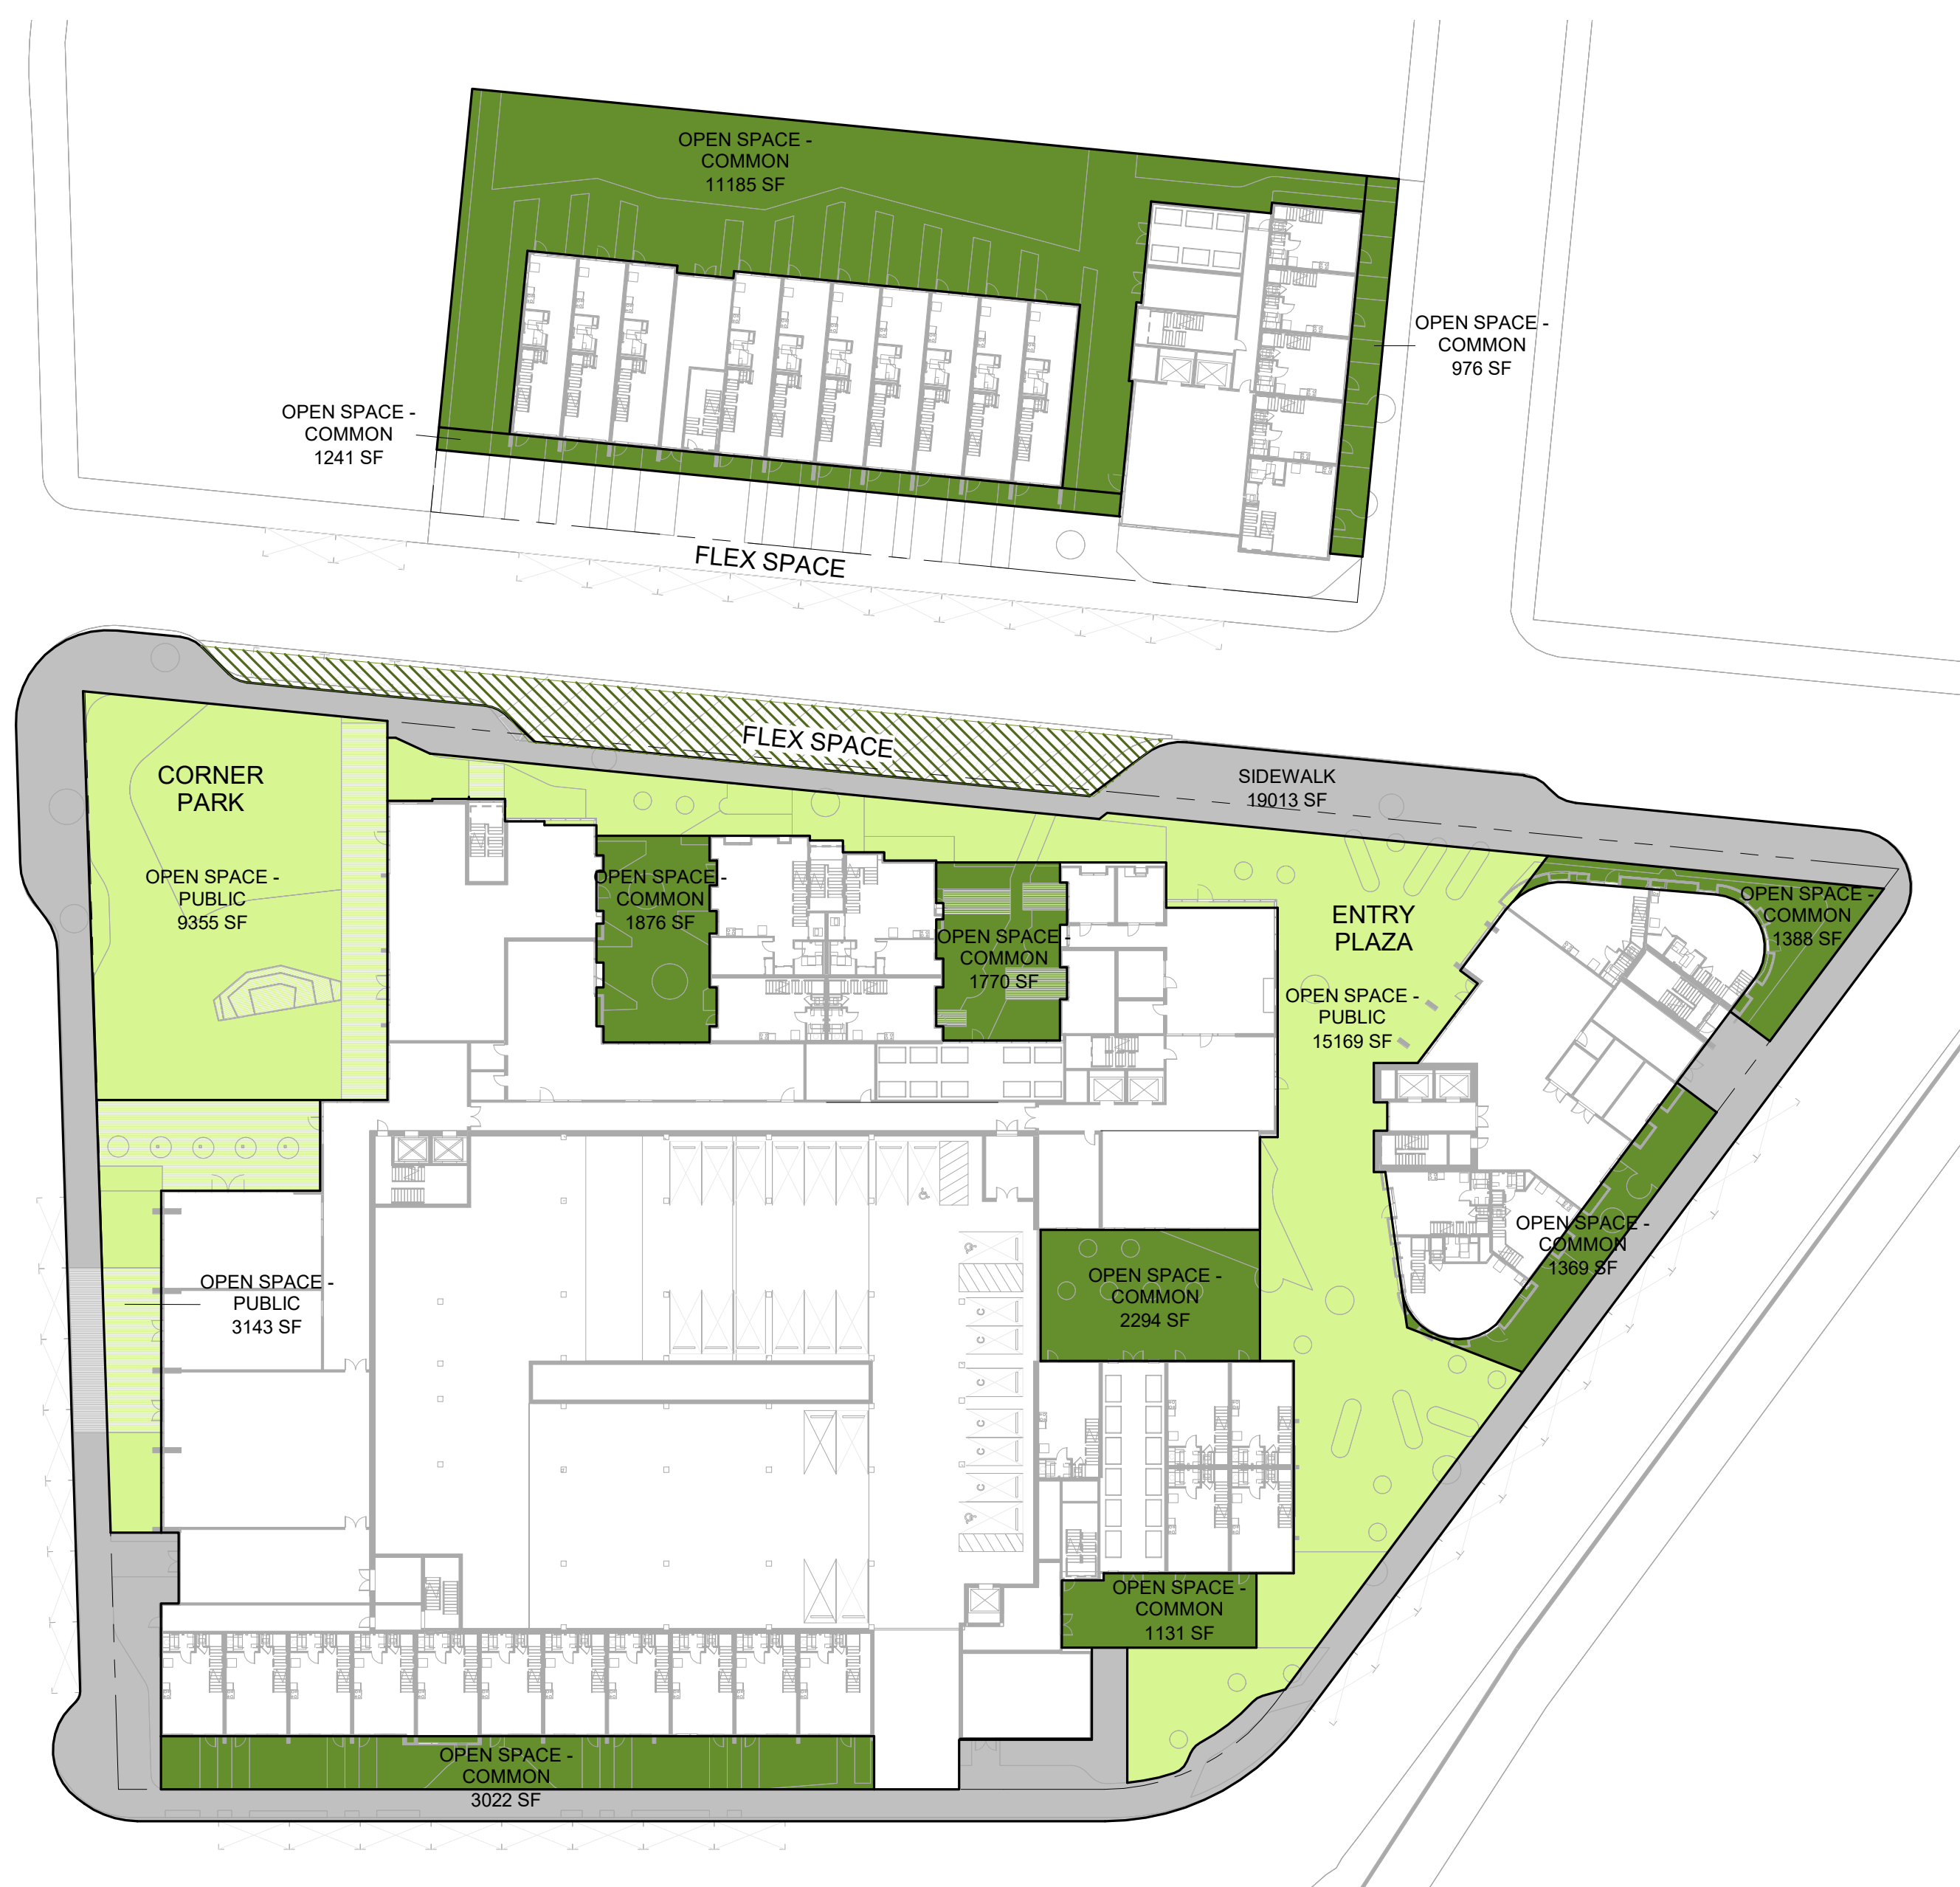 OPEN SPACE -
COMMON
11185 SF
OPEN SPACE -
COMMON
976 SF
OPEN SPACE -
COMMON
1241 SF
FLEX SPACE
FLEX SPACE
SIDEWALK
19013 SF
CORNER
PARK
OPEN SPACE -
PUBLIC
9355 SF
OPEN SPACE -
COMMON
1876 SF
OPEN SPACE -
COMMON
1770 SF
ENTRY
PLAZA
OPEN SPACE -
PUBLIC
15169 SF
OPEN SPACE -
COMMON
1388 SF
OPEN SPACE -
COMMON
1369 SF
OPEN SPACE -
COMMON
2294 SF
OPEN SPACE -
PUBLIC
3143 SF
C
C
C
C
C
C
OPEN SPACE -
COMMON
1131 SF
OPEN SPACE -
COMMON
3022 SF